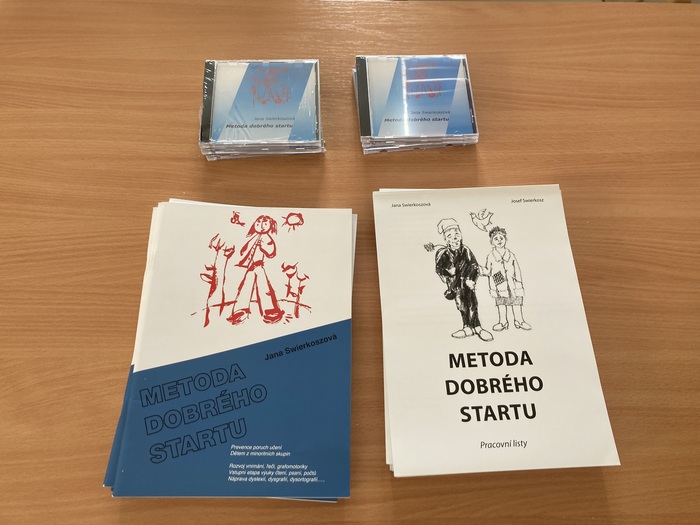 Jana Swierkoszová
Metoda dobrého startu
Jana Swierkoszová
Metoda dobrého startu
Jana Swierkoszová
METODA
DOBRÉHO
STARTU
Prevence poruch učení
Dětem z minoritních skupin
Rozvoj vnímání, řeči, grafomotoriky
Vstupní etapa výuky čtení, psaní, počtů
Náprava dyslexií, dysgrafií, dysortografií.....
Jana Swierkoszová
Josef Swierkosz
METODA
DOBRÉHO
STARTU
Pracovní listy